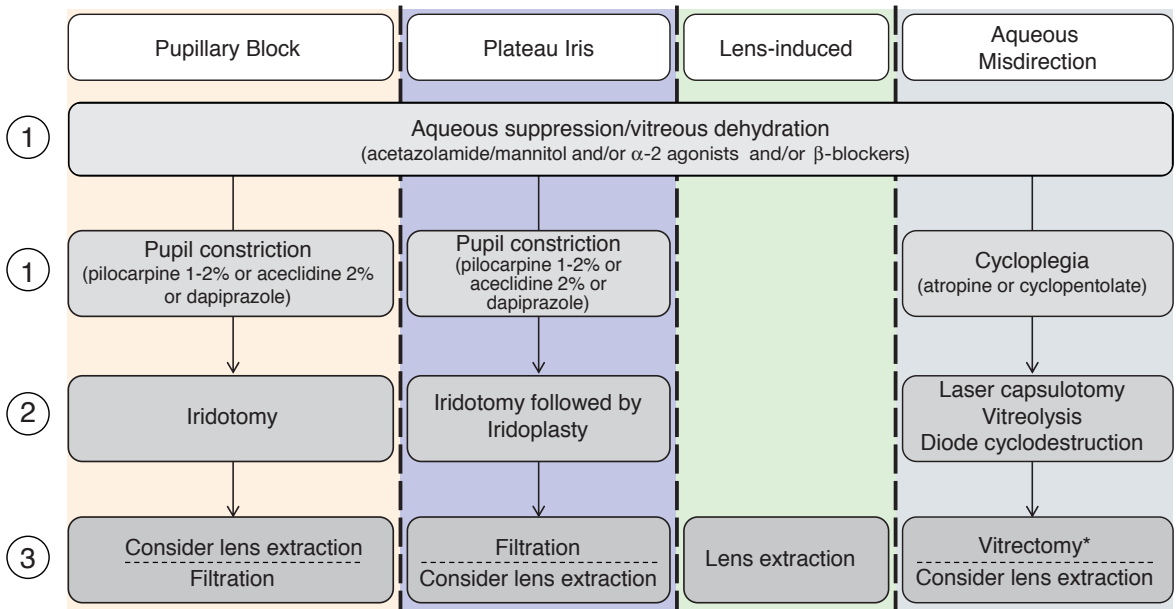 Pupillary Block
Plateau Iris
Lens-induced
Aqueous
Misdirection
1
Aqueous suppression/vitreous dehydration
(acetazolamide/mannitol and/or α-2 agonists and/or β-blockers)
1
Pupil constriction
(pilocarpine 1-2% or aceclidine 2%
or dapiprazole)
Pupil constriction
(pilocarpine 1-2% or
aceclidine 2% or
dapiprazole)
Cycloplegia
(atropine or cyclopentolate)
2
Iridotomy
Iridotomy followed by
Iridoplasty
Laser capsulotomy
Vitreolysis
Diode cyclodestruction
3
Consider lens extraction
Filtration
Filtration
Consider lens extraction
Lens extraction
Vitrectomy*
Consider lens extraction